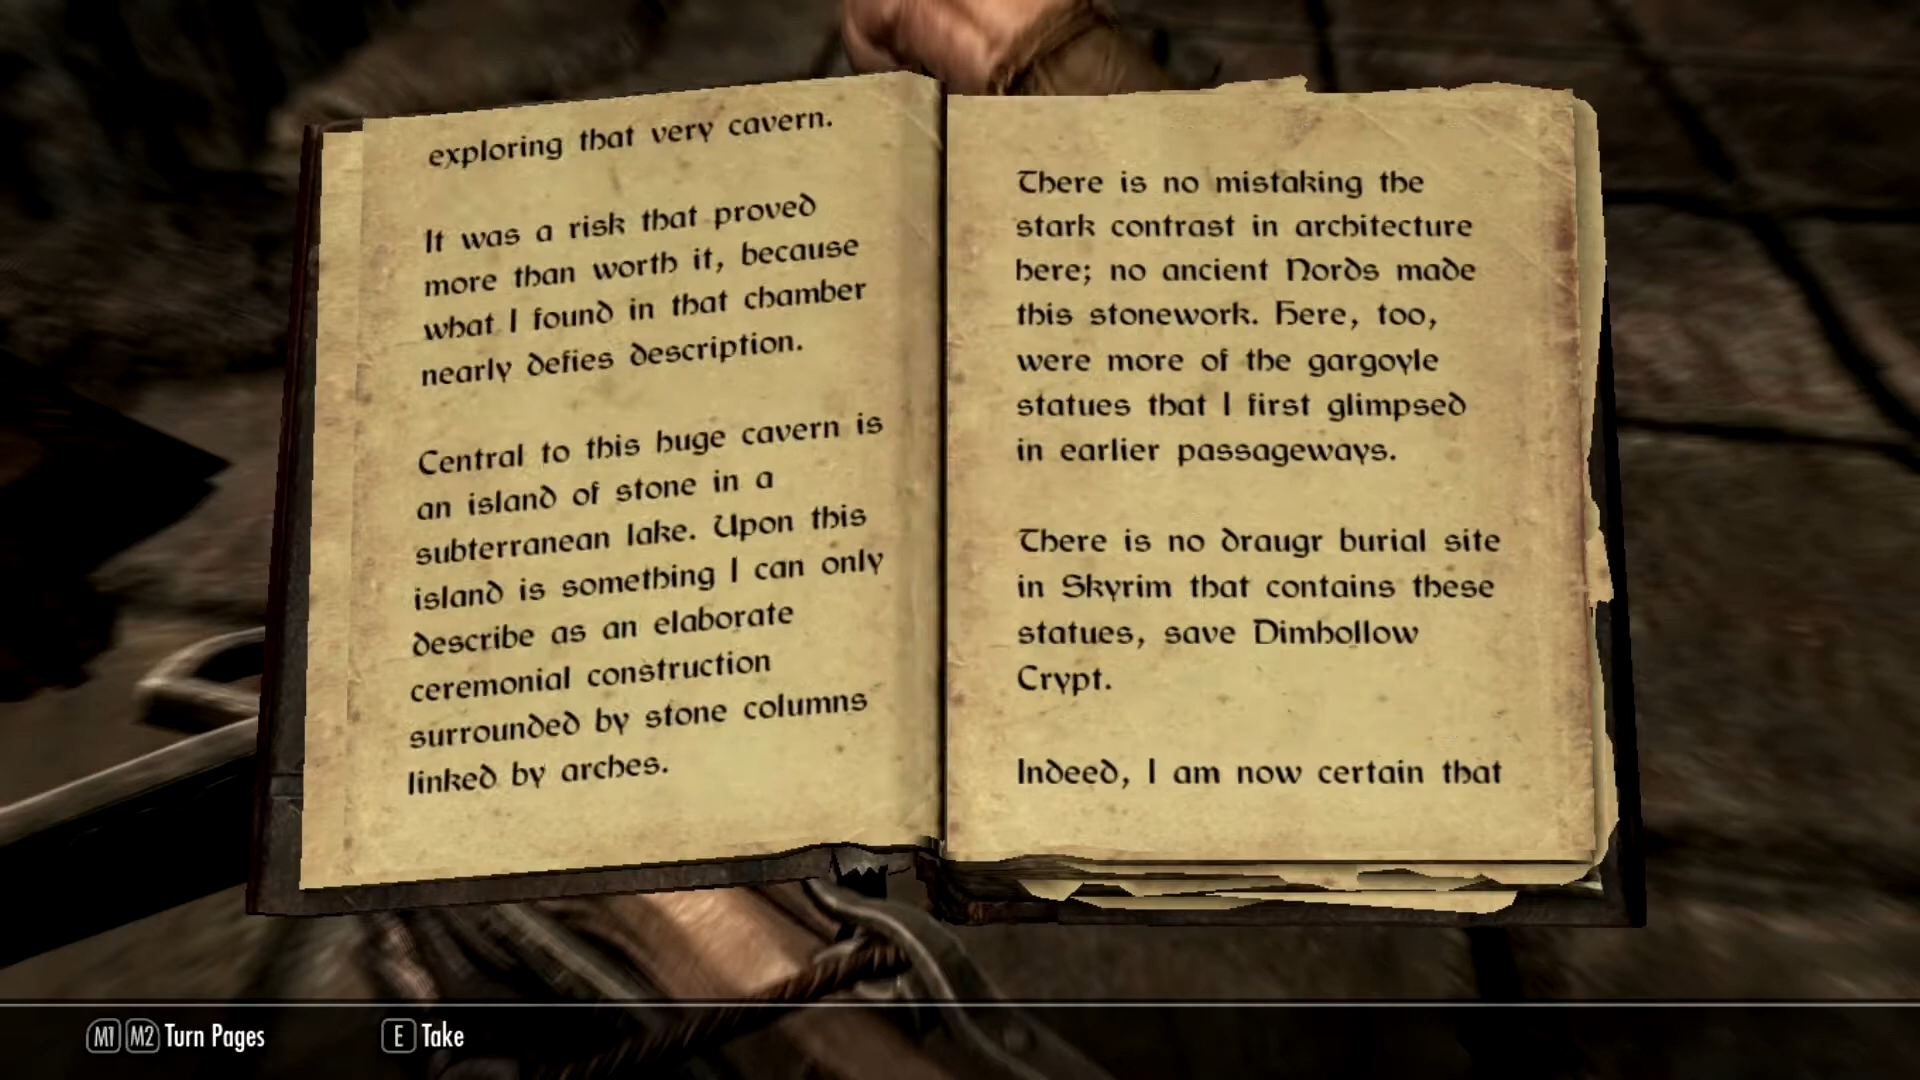 exploring that very cavern.
It was a risk that proved
more than worth it, because
what I found in that chamber
nearly defies description.
Central to this huge cavern is
an island of stone in a
subterranean lake. Upon this
island is something I can only
describe as an elaborate
ceremonial construction
surrounded by stone columns
linked by arches.
There is no mistaking the
stark contrast in architecture
here; no ancient Nords made
this stonework. Here, too,
were more of the gargoyle
statues that I first glimpsed
in earlier passageways.
There is no draugr burial site
in Skyrim that contains these
statues, save Dimhollow
Crypt.
Indeed, I am now certain that
M1 M2 Turn Pages
E Take